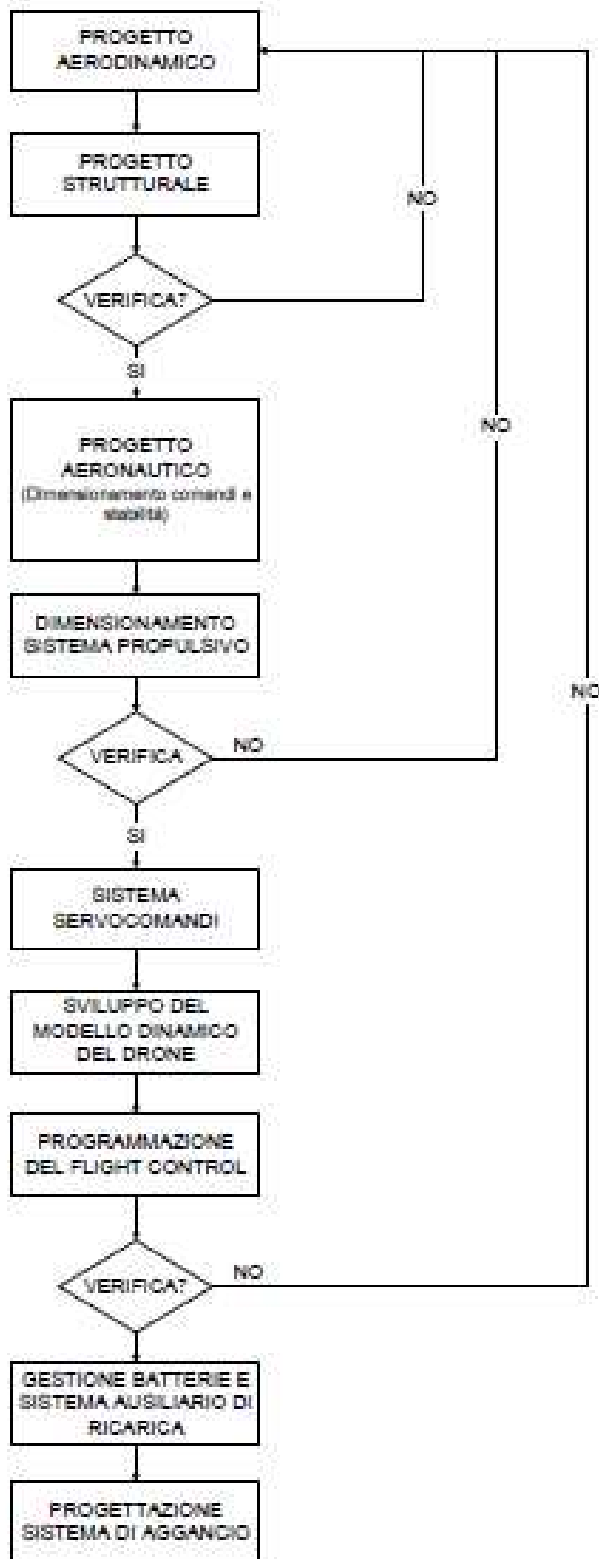 PROGETTO
AERODINAMICO
PROGETTO
STRUTTURALE
NO
VERIFICA?
SI
PROGETTO
AERONAUTICO
(Dimensionamento comandi e
stabilità)
NO
DIMENSIONAMENTO
SISTEMA PROPULSIVO
NO
VERIFICA
NO
SI
SISTEMA
SERVOCOMANDI
SVILUPPO DEL
MODELLO DINAMICO
DEL DRONE
PROGRAMMAZIONE
DEL FLIGHT CONTROL
VERIFICA?
NO
GESTIONE BATTERIE E
SISTEMA AUSILIARIO DI
RICARICA
PROGETTAZIONE
SISTEMA DI AGGANCIO